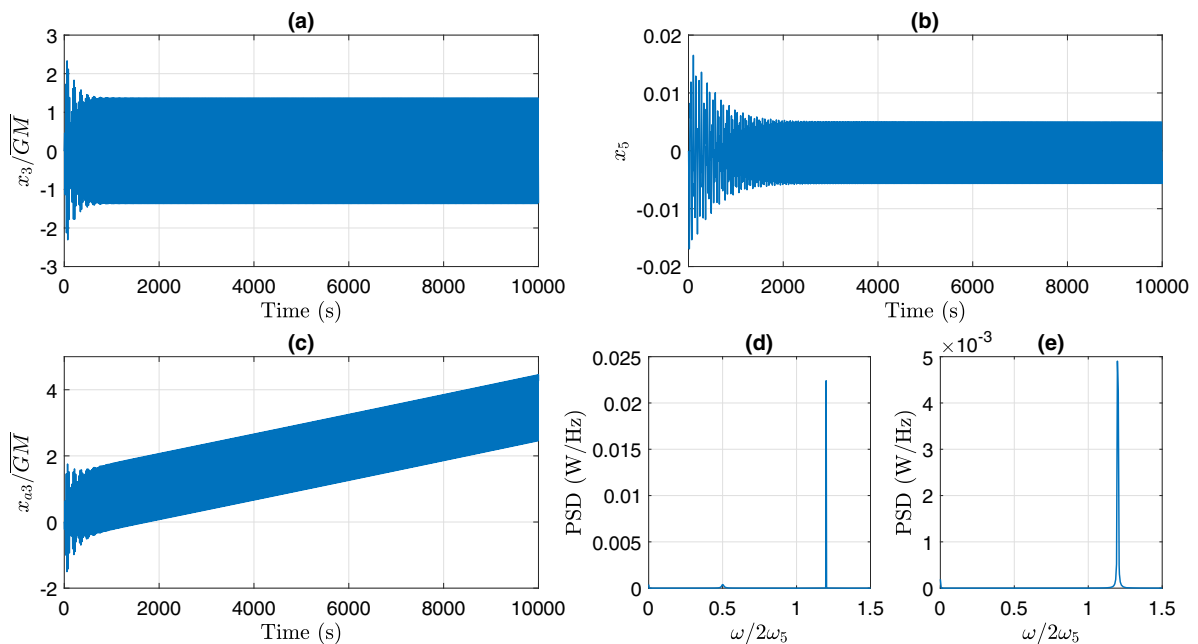 (a)
3
2
1
0
-1
-2
-3
x₃/G̅M̅
0 2000 4000 6000 8000 10000
Time (s)
(b)
0.02
0.01
0
-0.01
-0.02
x₅
0 2000 4000 6000 8000 10000
Time (s)
(c)
4
2
0
-2
xₐ₃/G̅M̅
0 2000 4000 6000 8000 10000
Time (s)
(d)
0.025
0.02
0.015
0.01
0.005
0
PSD (W/Hz)
0 0.5 1 1.5
ω/2ω₅
(e)
×10⁻³
5
4
3
2
1
0
PSD (W/Hz)
0 0.5 1 1.5
ω/2ω₅